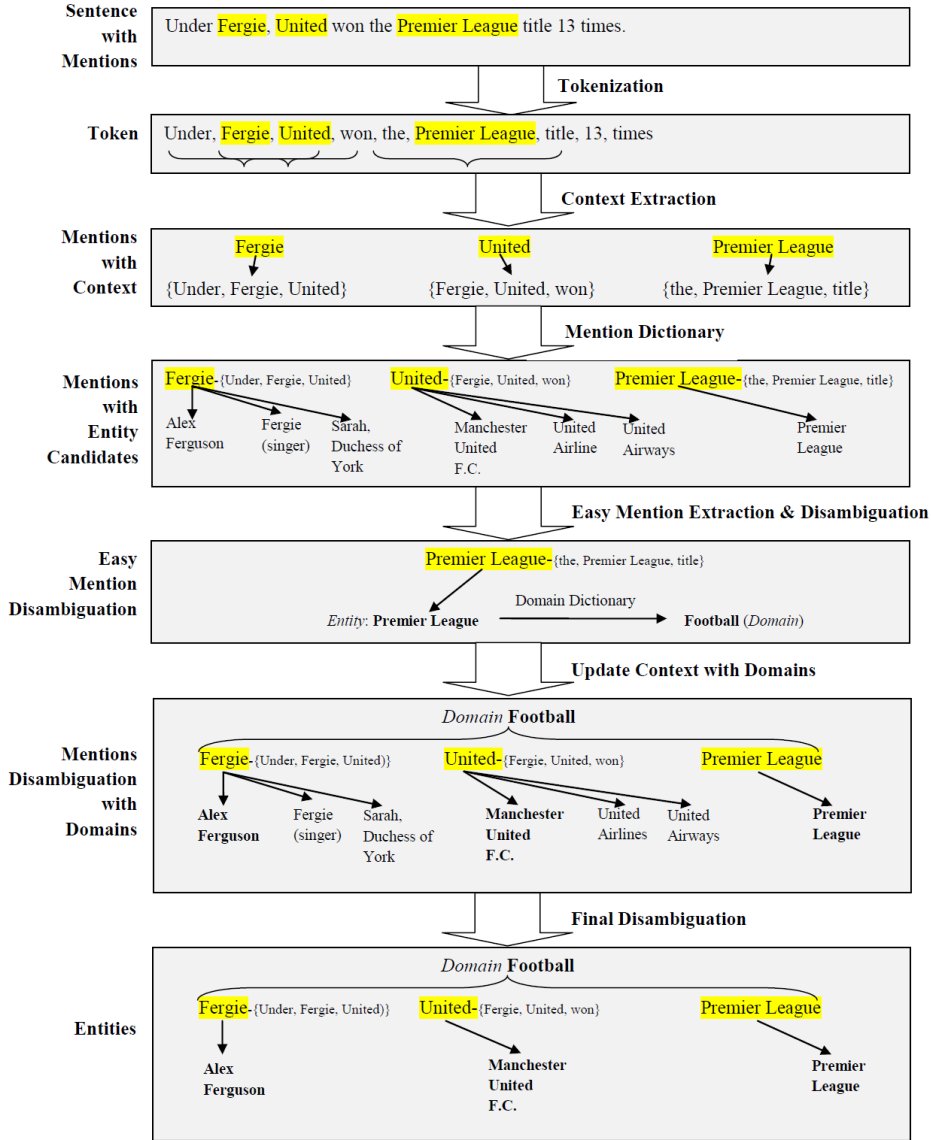 Sentence
with
Mentions
Under Fergie, United won the Premier League title 13 times.
Tokenization
Token
Under, Fergie, United, won, the, Premier League, title, 13, times
Context Extraction
Mentions
with
Context
Fergie
United
Premier League
{Under, Fergie, United}
{Fergie, United, won}
{the, Premier League, title}
Mention Dictionary
Mentions
with
Entity
Candidates
Fergie-{Under, Fergie, United}
United-{Fergie, United, won}
Premier League-{the, Premier League, title}
Alex
Ferguson
Fergie
(singer)
Sarah,
Duchess of
York
Manchester
United
F.C.
United
Airline
United
Airways
Premier
League
Easy Mention Extraction & Disambiguation
Easy
Mention
Disambiguation
Premier League-{the, Premier League, title}
Entity: Premier League
Domain Dictionary
Football (Domain)
Update Context with Domains
Mentions
Disambiguation
with
Domains
Domain Football
Fergie-{Under, Fergie, United)}
United-{Fergie, United, won}
Premier League
Alex
Ferguson
Fergie
(singer)
Sarah,
Duchess of
York
Manchester
United
F.C.
United
Airlines
United
Airways
Premier
League
Final Disambiguation
Entities
Domain Football
Fergie-{Under, Fergie, United)}
United-{Fergie, United, won}
Premier League
Alex
Ferguson
Manchester
United
F.C.
Premier
League